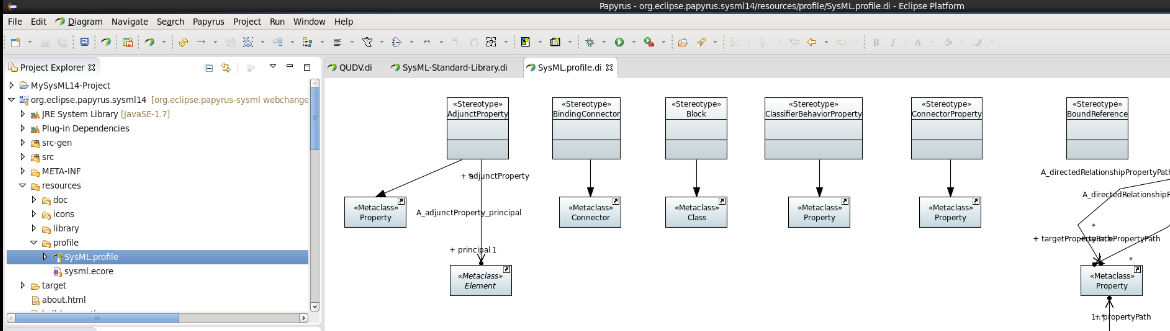 Papyrus - org.eclipse.papyrus.sysml14/resources/profile/SysML.profile.di - Eclipse Platform
File Edit Diagram Navigate Search Papyrus Project Run Window Help
Project Explorer
QUDV.di SysML-Standard-Library.di SysML.profile.di
MySysML14-Project
org.eclipse.papyrus.sysml14 [org.eclipse.papyrus-sysml webchange
JRE System Library [JavaSE-1.7]
Plug-in Dependencies
src-gen
src
META-INF
resources
doc
icons
library
profile
SysML.profile
sysml.ecore
target
about.html
«Stereotype»
AdjunctProperty
«Stereotype»
BindingConnector
«Stereotype»
Block
«Stereotype»
ClassifierBehaviorProperty
«Stereotype»
ConnectorProperty
«Stereotype»
BoundReference
+ adjunctProperty
A_directedRelationshipPropertyPath
A_directedRelationshipP
«Metaclass»
Property
A_adjunctProperty_principal
«Metaclass»
Connector
«Metaclass»
Class
«Metaclass»
Property
«Metaclass»
Property
*
+ targetPropertyPath
+ principal 1
*
«Metaclass»
Element
«Metaclass»
Property
propertyPath